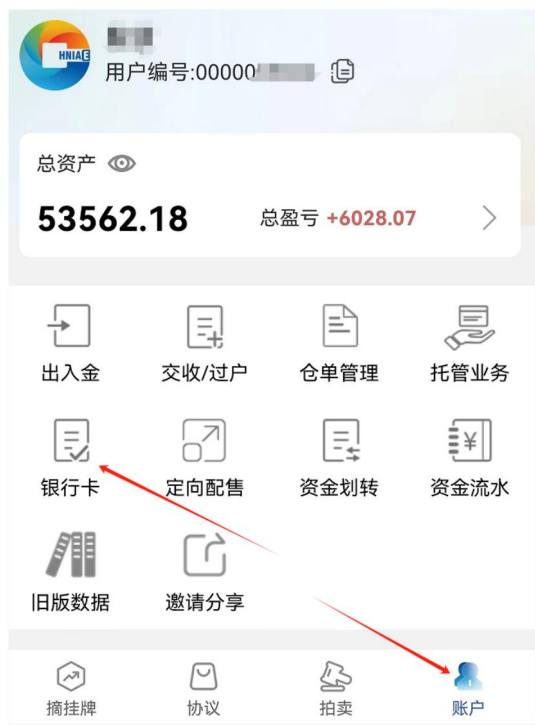 HNIAE
用户编号:00000
总资产
53562.18 总盈亏 +6028.07
出入金 交收/过户 仓单管理 托管业务
银行卡 定向配售 资金划转 资金流水
旧版数据 邀请分享
摘挂牌 协议 拍卖 账户